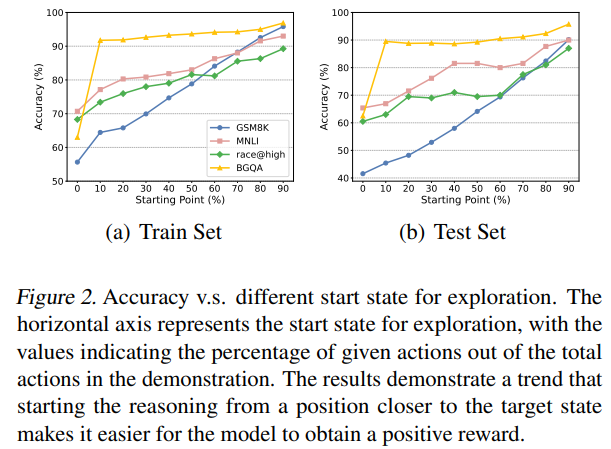 100
90
80
70
60
50
Accuracy (%)
0 10 20 30 40 50 60 70 80 90
Starting Point (%)
GSM8K
MNLI
race@high
BGQA
(a) Train Set
100
90
80
70
60
50
40
Accuracy (%)
0 10 20 30 40 50 60 70 80 90
Starting Point (%)
(b) Test Set
Figure 2. Accuracy v.s. different start state for exploration. The
horizontal axis represents the start state for exploration, with the
values indicating the percentage of given actions out of the total
actions in the demonstration. The results demonstrate a trend that
starting the reasoning from a position closer to the target state
makes it easier for the model to obtain a positive reward.